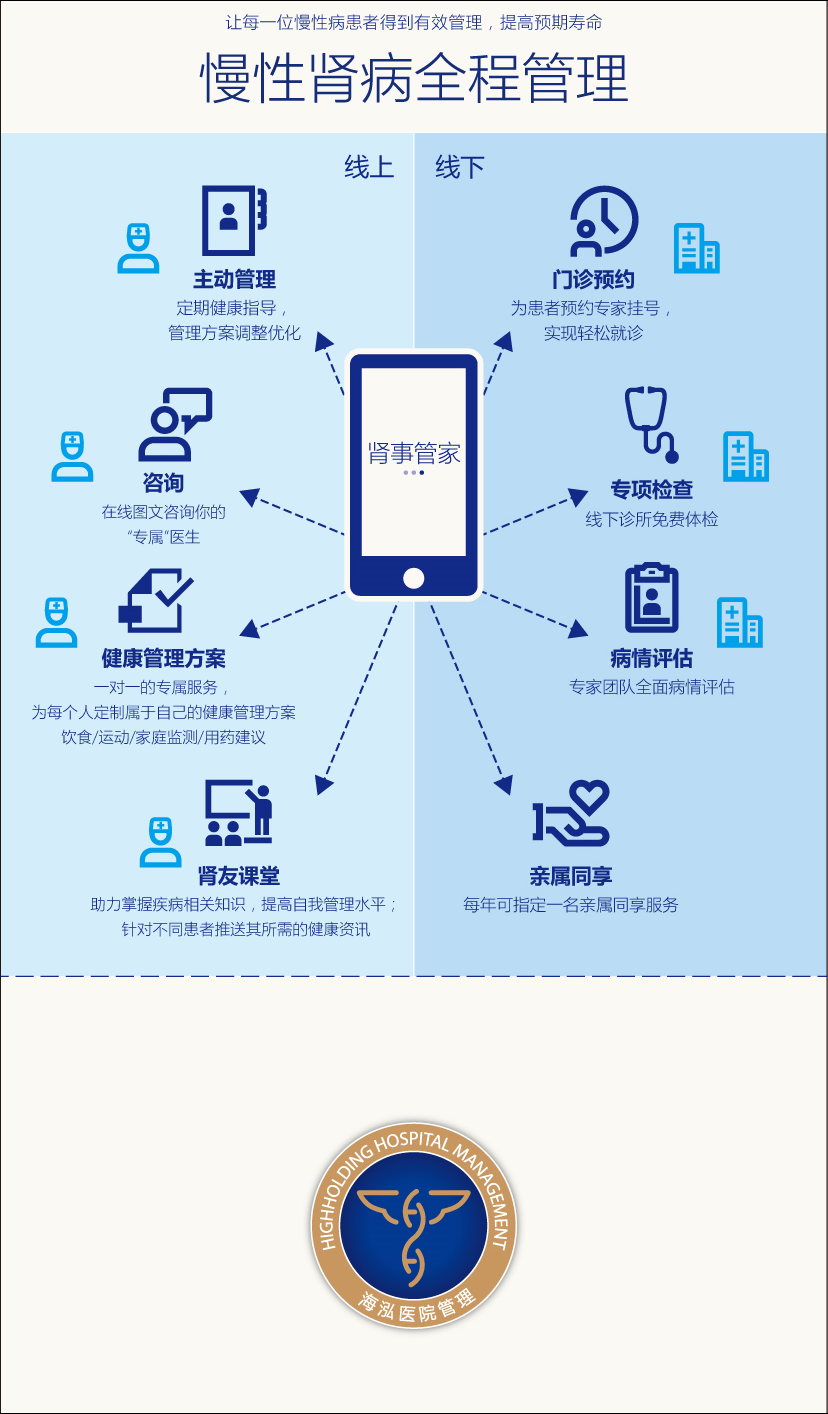 让每一位慢性病患者得到有效管理，提高预期寿命
慢性肾病全程管理
线上
线下
主动管理
定期健康指导，
管理方案调整优化
门诊预约
为患者预约专家挂号，
实现轻松就诊
肾事管家
咨询
在线图文咨询你的
“专属”医生
专项检查
线下诊所免费体检
健康管理方案
一对一的专属服务，
为每个人定制属于自己的健康管理方案
饮食/运动/家庭监测/用药建议
病情评估
专家团队全面病情评估
肾友课堂
助力掌握疾病相关知识，提高自我管理水平；
针对不同患者推送其所需的健康资讯
亲属同享
每年可指定一名亲属同享服务
HIGHHOLDING HOSPITAL MANAGEMENT
海泓医院管理